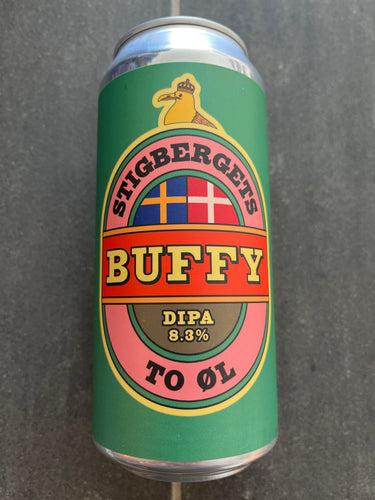 STIGBERGETS
BUFFY
DIPA
8.3%
TO ØL